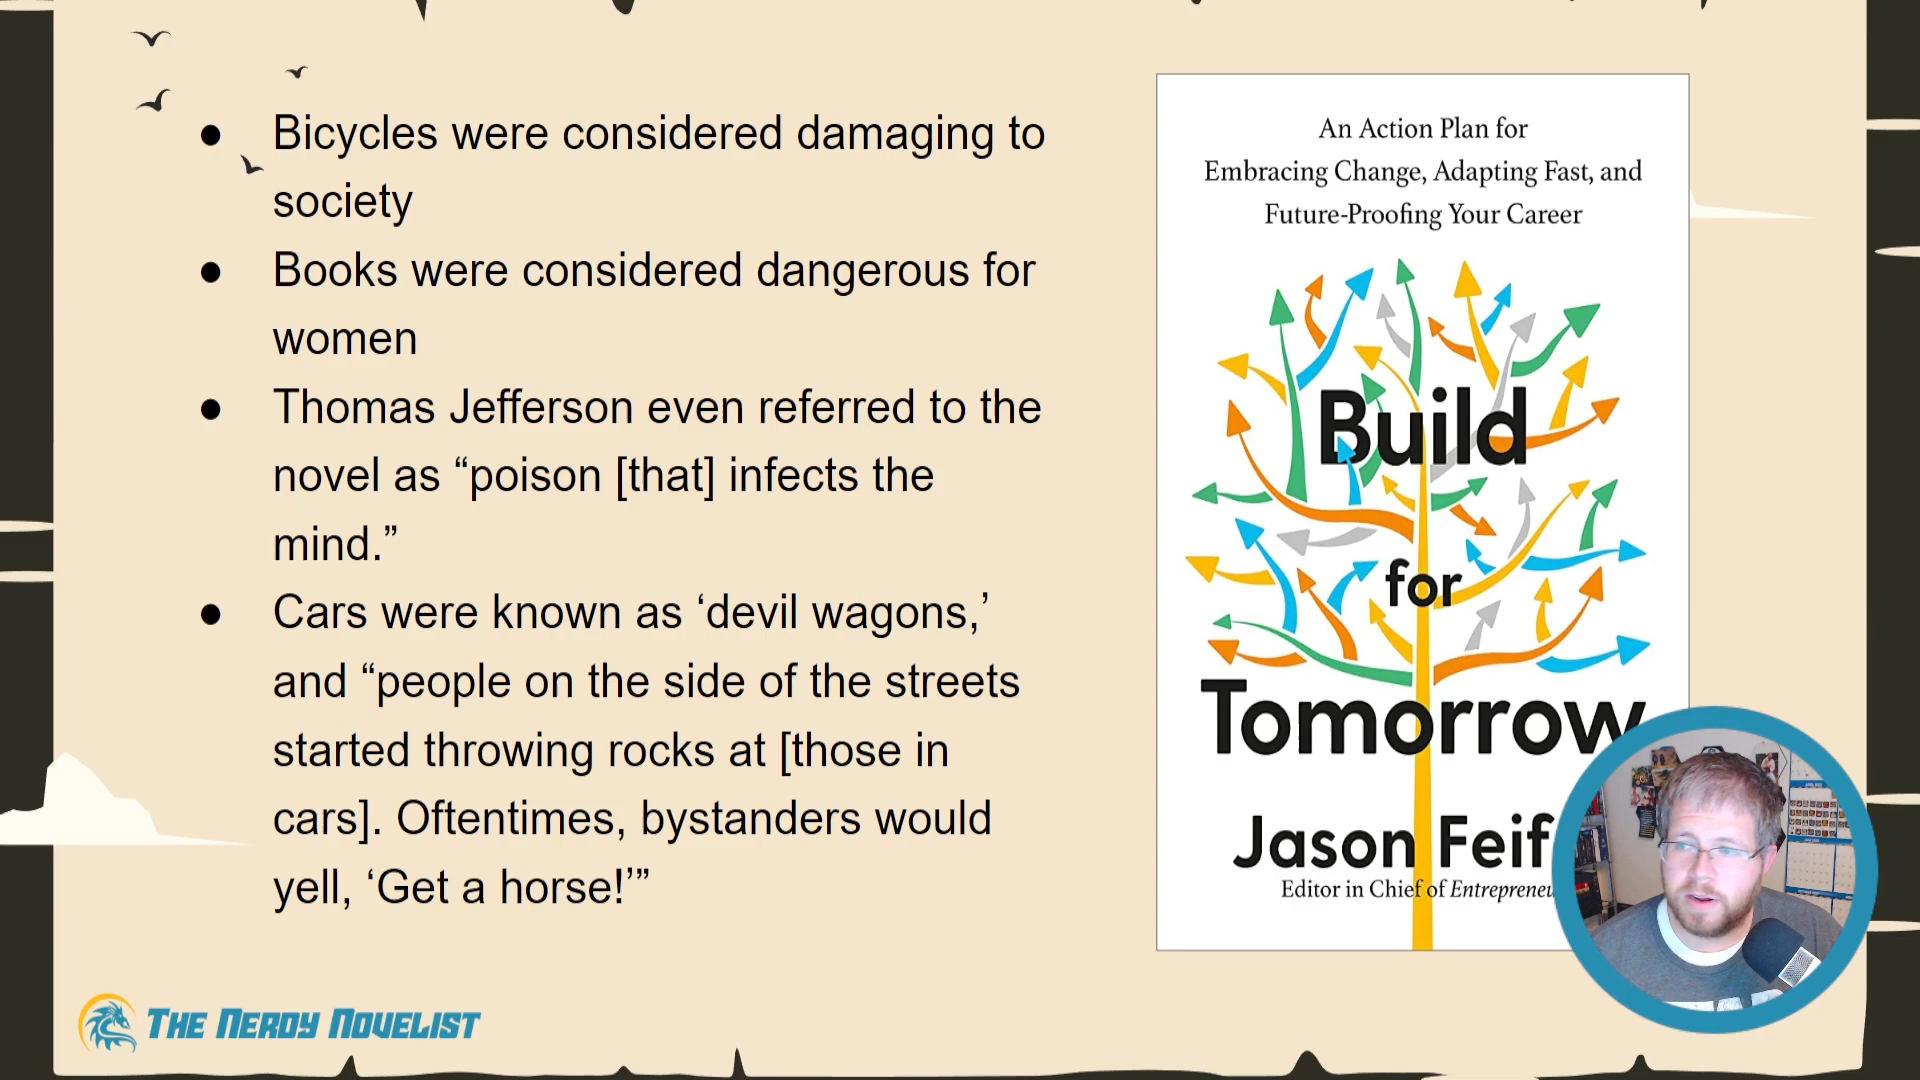 ● Bicycles were considered damaging to
society
● Books were considered dangerous for
women
● Thomas Jefferson even referred to the
novel as “poison [that] infects the
mind.”
● Cars were known as ‘devil wagons,’
and “people on the side of the streets
started throwing rocks at [those in
cars]. Oftentimes, bystanders would
yell, ‘Get a horse!’”
An Action Plan for
Embracing Change, Adapting Fast, and
Future-Proofing Your Career
Build
for
Tomorrow
Jason Feif
Editor in Chief of Entrepreneu
THE NERDY NOVELIST